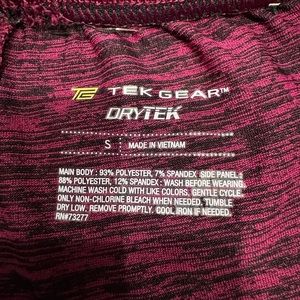 TEK GEAR™
DRYTEK
S MADE IN VIETNAM
MAIN BODY : 93% POLYESTER, 7% SPANDEX. SIDE PANEL :
88% POLYESTER, 12% SPANDEX : WASH BEFORE WEARING.
MACHINE WASH COLD WITH LIKE COLORS, GENTLE CYCLE.
ONLY NON-CHLORINE BLEACH WHEN NEEDED. TUMBLE
DRY LOW. REMOVE PROMPTLY. COOL IRON IF NEEDED.
RN#73277